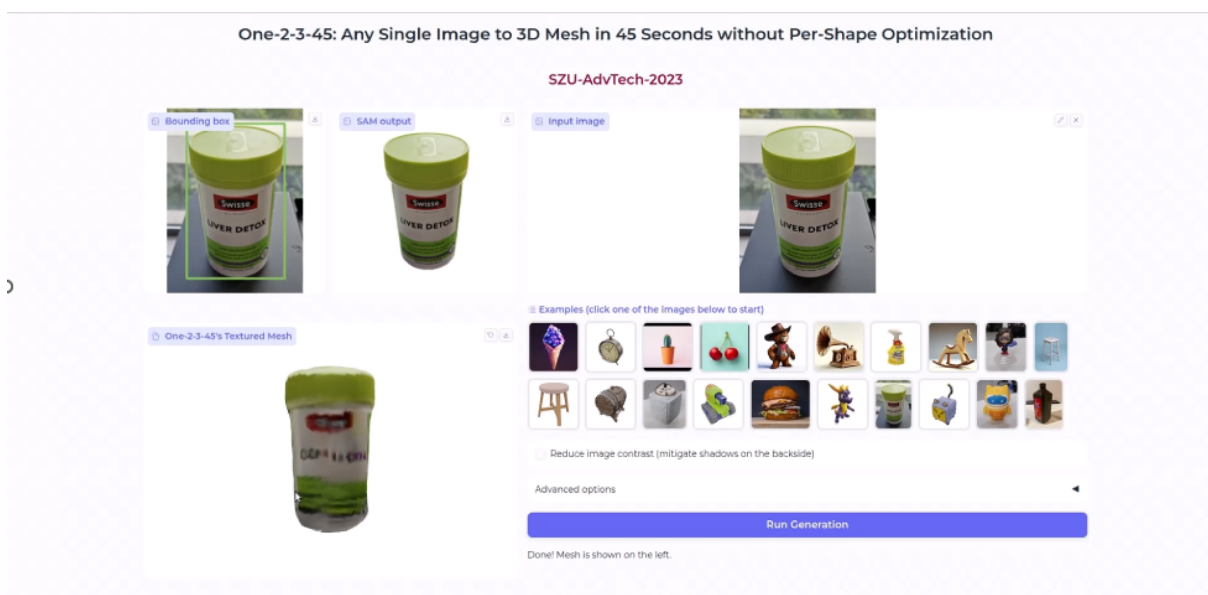 One-2-3-45: Any Single Image to 3D Mesh in 45 Seconds without Per-Shape Optimization
SZU-AdvTech-2023
Bounding box
SAM output
Input image
Swisse
LIVER DETOX
Swisse
LIVER DETOX
Swisse
LIVER DETOX
Examples (click one of the images below to start)
One-2-3-45's Textured Mesh
Reduce image contrast (mitigate shadows on the backside)
Advanced options
Run Generation
Done! Mesh is shown on the left.